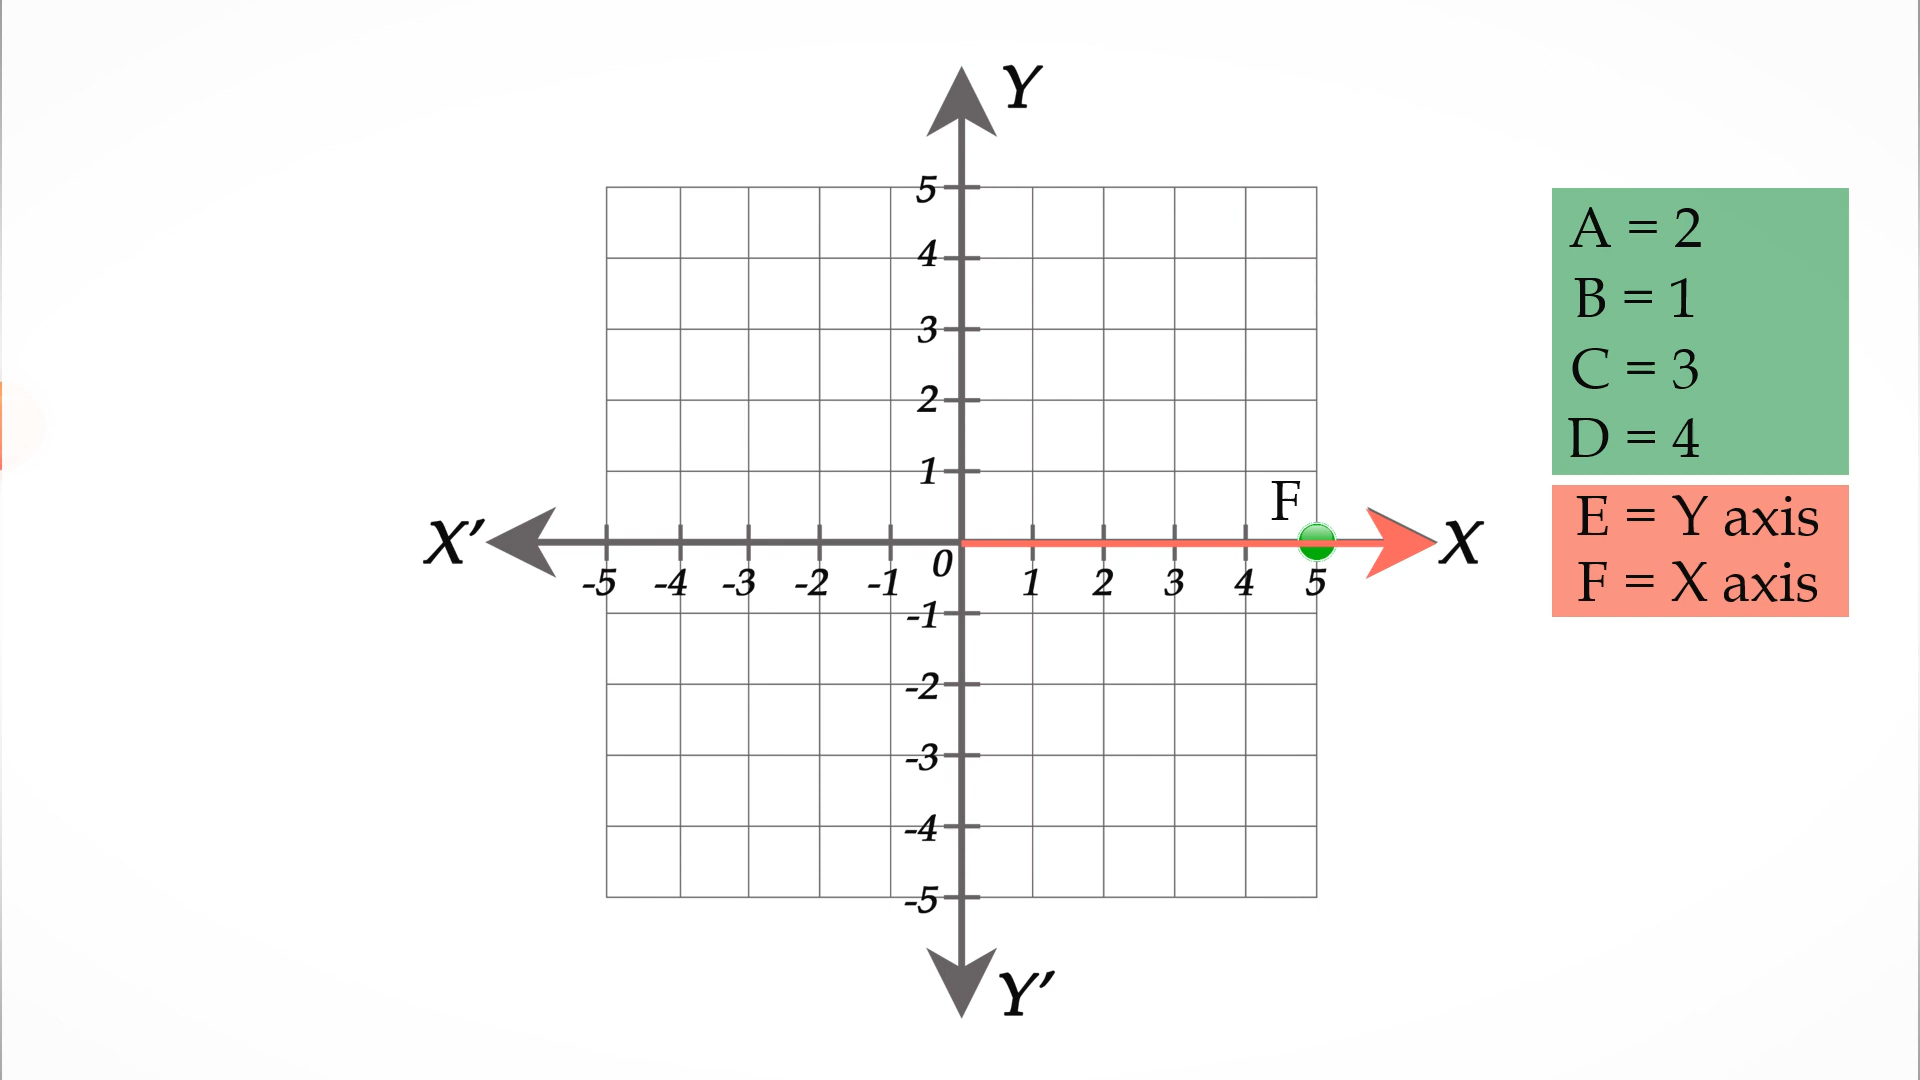 Y
5
4
3
2
1
F
X′
X
0
-5 -4 -3 -2 -1 1 2 3 4 5
-1
-2
-3
-4
-5
Y′
A = 2
B = 1
C = 3
D = 4
E = Y axis
F = X axis